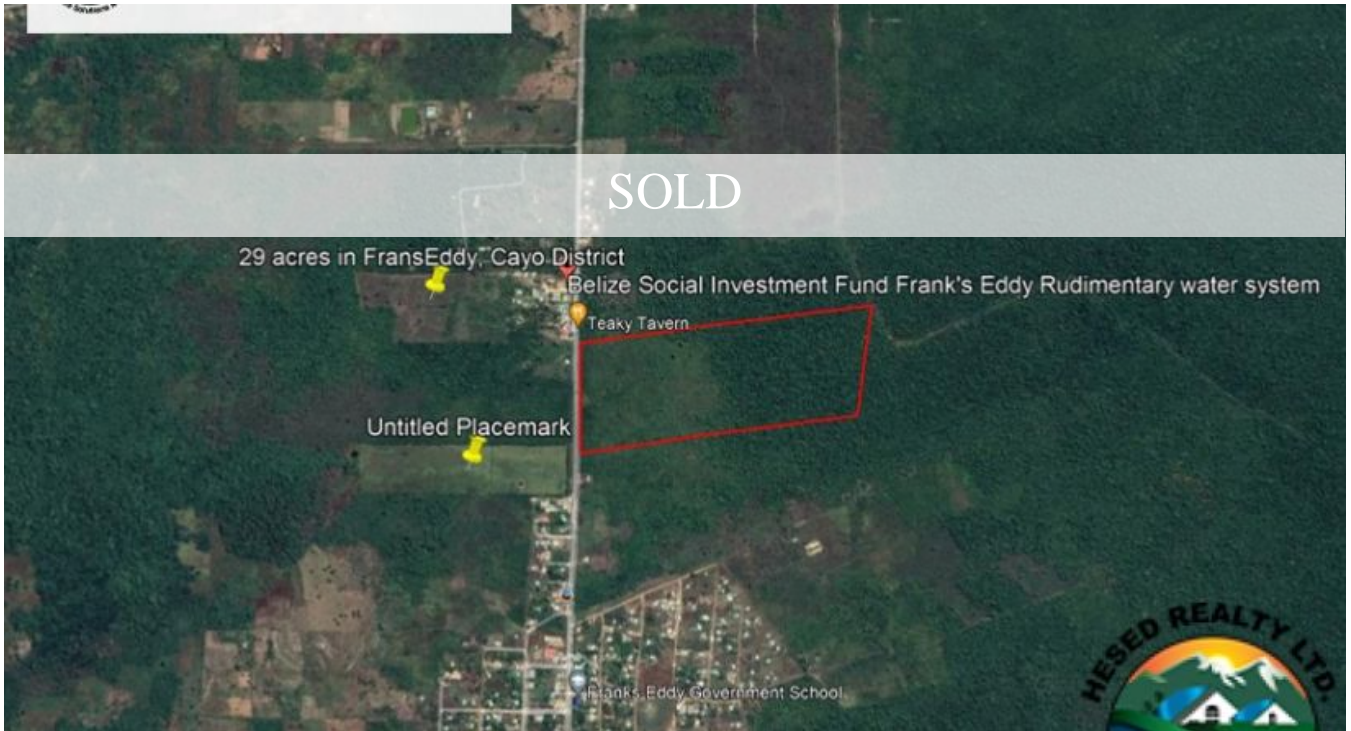 SOLD
29 acres in FransEddy, Cayo District
Belize Social Investment Fund Frank's Eddy Rudimentary water system
Teaky Tavern
Untitled Placemark
Franks Eddy Government School
HESED REALTY LTD.